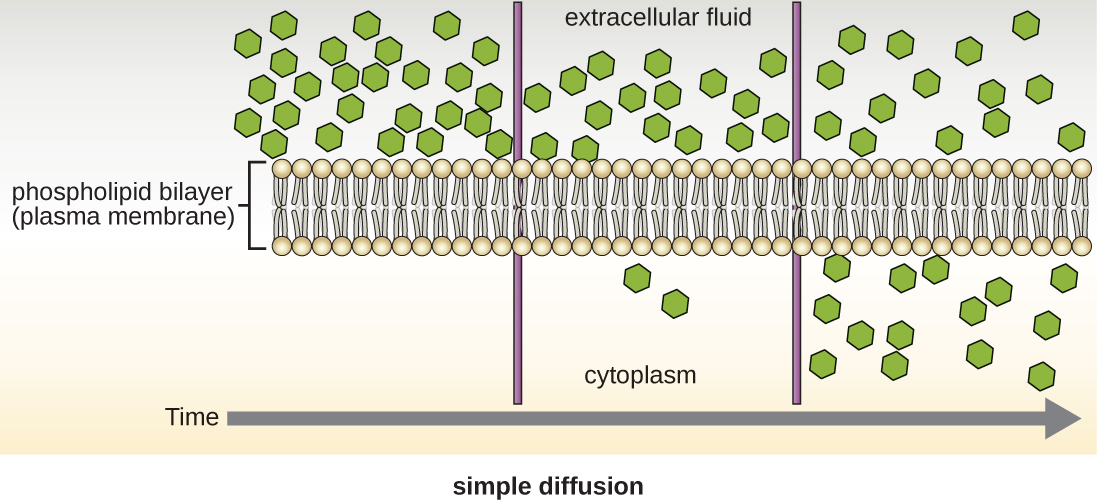 extracellular fluid
phospholipid bilayer
(plasma membrane)
cytoplasm
Time
simple diffusion